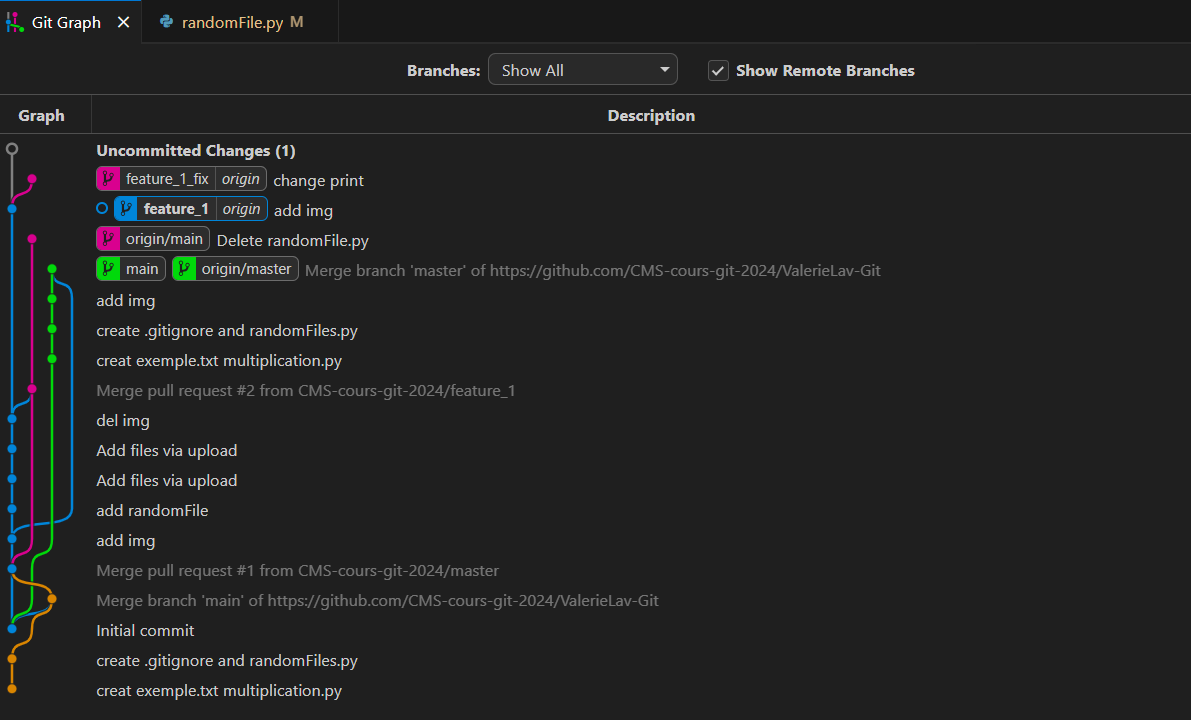 Git Graph randomFile.py M
Branches: Show All Show Remote Branches
Graph Description
Uncommitted Changes (1)
feature_1_fix origin change print
feature_1 origin add img
origin/main Delete randomFile.py
main origin/master Merge branch 'master' of https://github.com/CMS-cours-git-2024/ValerieLav-Git
add img
create .gitignore and randomFiles.py
creat exemple.txt multiplication.py
Merge pull request #2 from CMS-cours-git-2024/feature_1
del img
Add files via upload
Add files via upload
add randomFile
add img
Merge pull request #1 from CMS-cours-git-2024/master
Merge branch 'main' of https://github.com/CMS-cours-git-2024/ValerieLav-Git
Initial commit
create .gitignore and randomFiles.py
creat exemple.txt multiplication.py